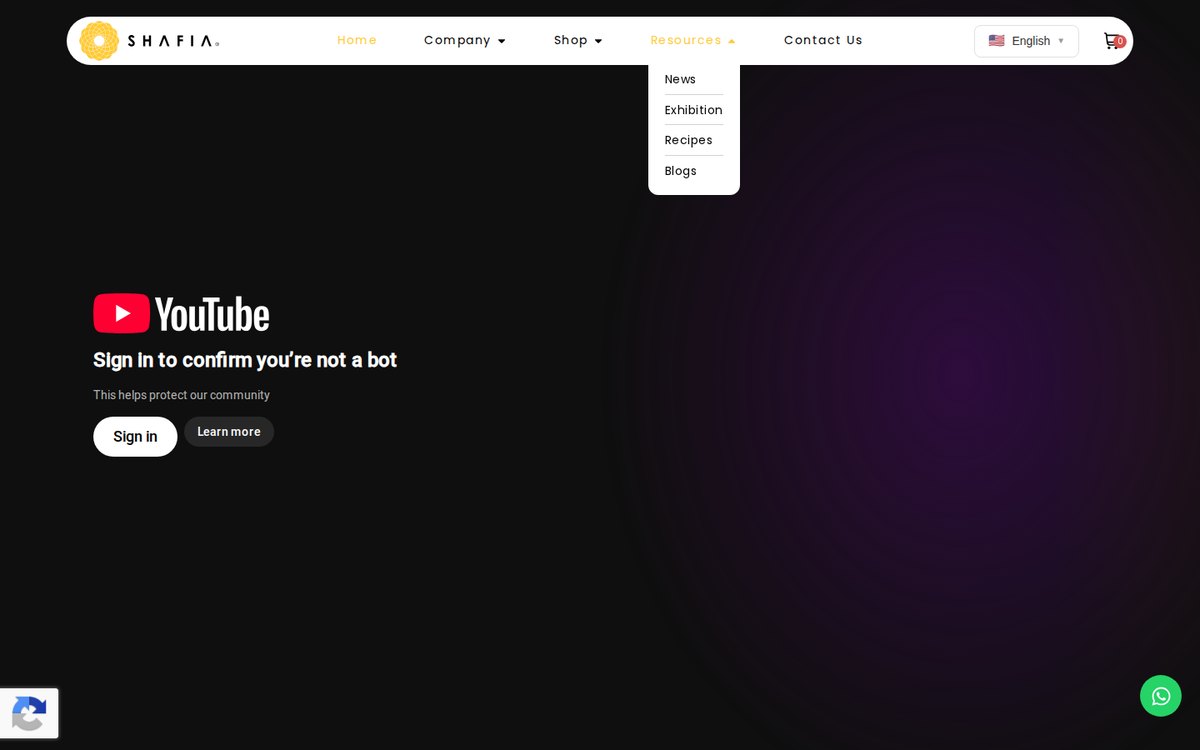 SHAFIA
Home
Company
Shop
Resources
Contact Us
English
0
News
Exhibition
Recipes
Blogs
YouTube
Sign in to confirm you’re not a bot
This helps protect our community
Sign in
Learn more